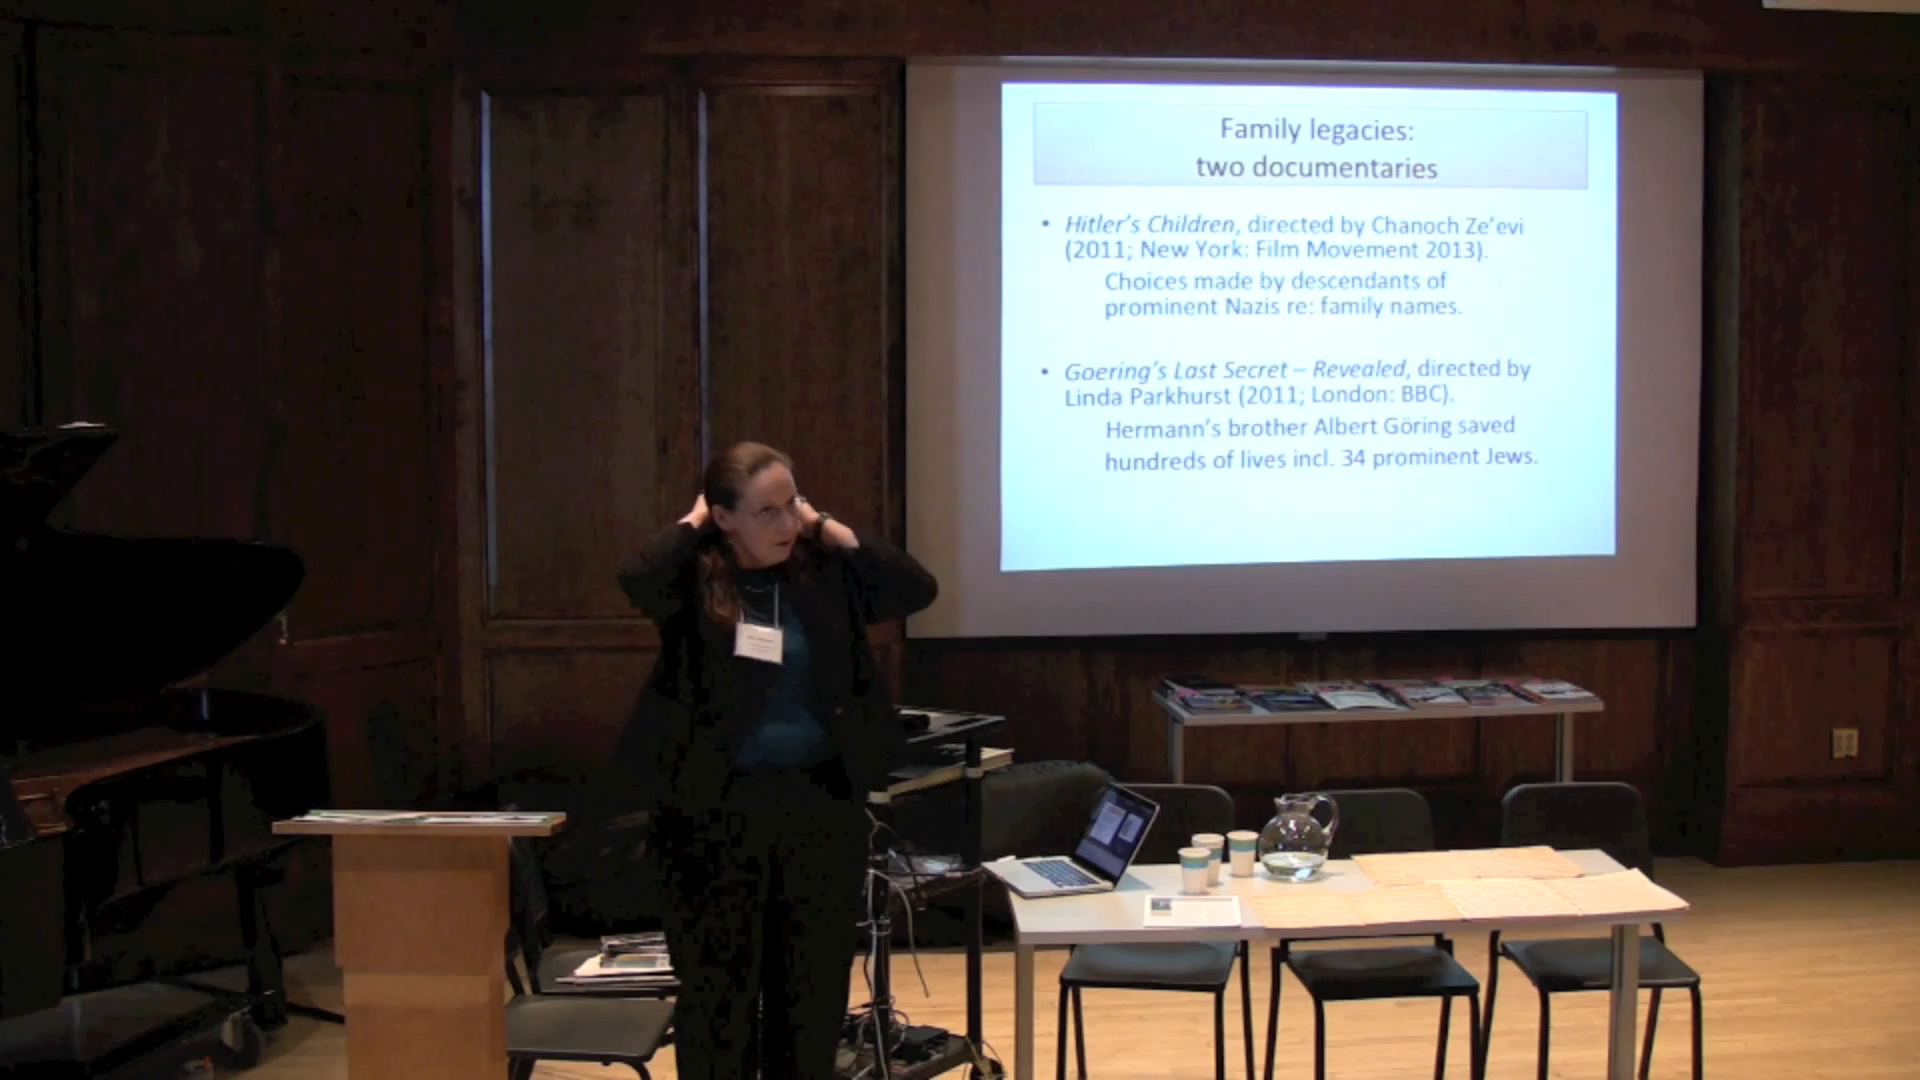 Family legacies:
two documentaries
• Hitler's Children, directed by Chanoch Ze'evi
(2011; New York: Film Movement 2013).
Choices made by descendants of
prominent Nazis re: family names.
• Goering's Last Secret – Revealed, directed by
Linda Parkhurst (2011; London: BBC).
Hermann's brother Albert Göring saved
hundreds of lives incl. 34 prominent Jews.